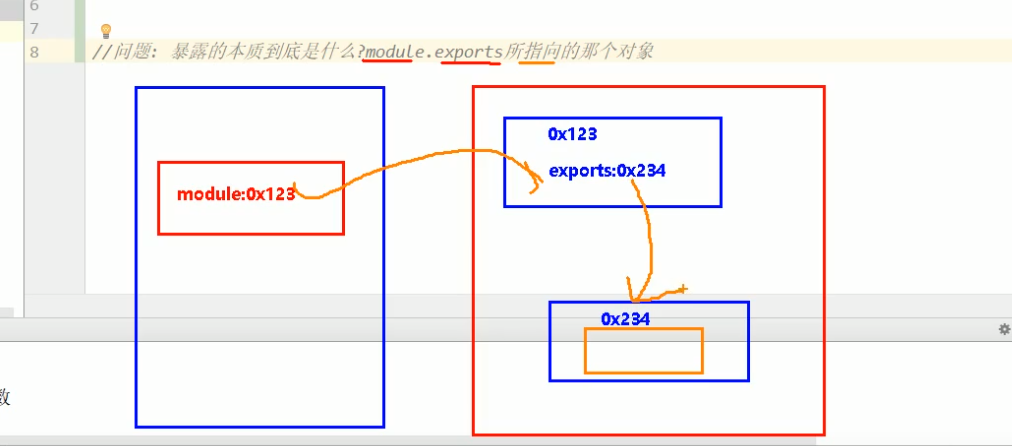 6
7
8 //问题: 暴露的本质到底是什么?module.exports所指向的那个对象
0x123
exports:0x234
module:0x123
0x234
数